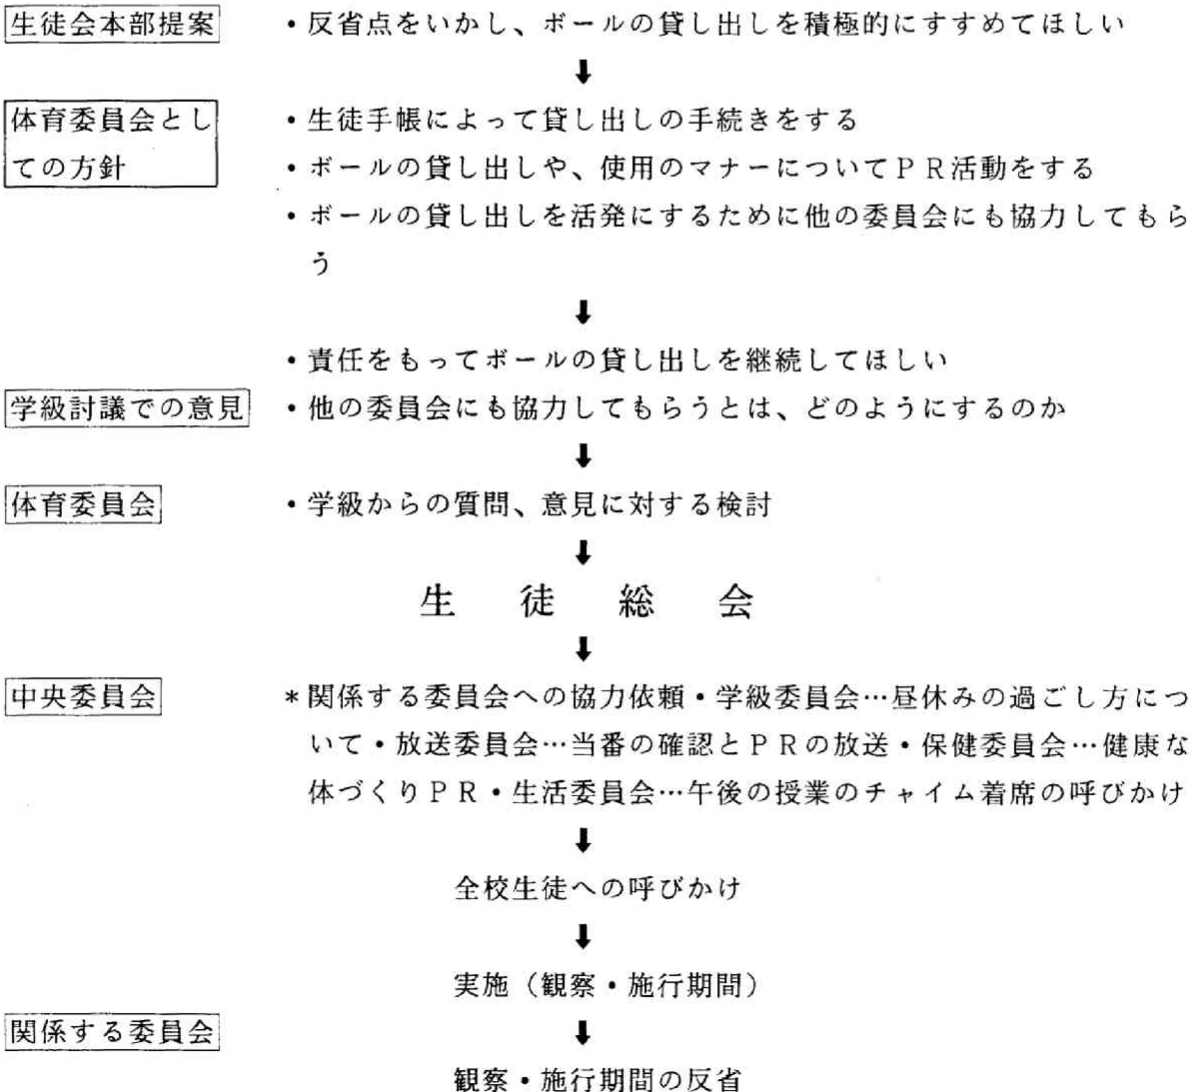 生徒会本部提案 ・反省点をいかし、ボールの貸し出しを積極的にすすめてほしい
⬇
体育委員会とし ・生徒手帳によって貸し出しの手続きをする
ての方針 ・ボールの貸し出しや、使用のマナーについてＰＲ活動をする
・ボールの貸し出しを活発にするために他の委員会にも協力してもら
う
⬇
・責任をもってボールの貸し出しを継続してほしい
学級討議での意見 ・他の委員会にも協力してもらうとは、どのようにするのか
⬇
体育委員会 ・学級からの質問、意見に対する検討
⬇
生徒総会
⬇
中央委員会 ＊関係する委員会への協力依頼・学級委員会…昼休みの過ごし方につ
いて・放送委員会…当番の確認とＰＲの放送・保健委員会…健康な
体づくりＰＲ・生活委員会…午後の授業のチャイム着席の呼びかけ
⬇
全校生徒への呼びかけ
⬇
実施（観察・施行期間）
関係する委員会 ⬇
観察・施行期間の反省